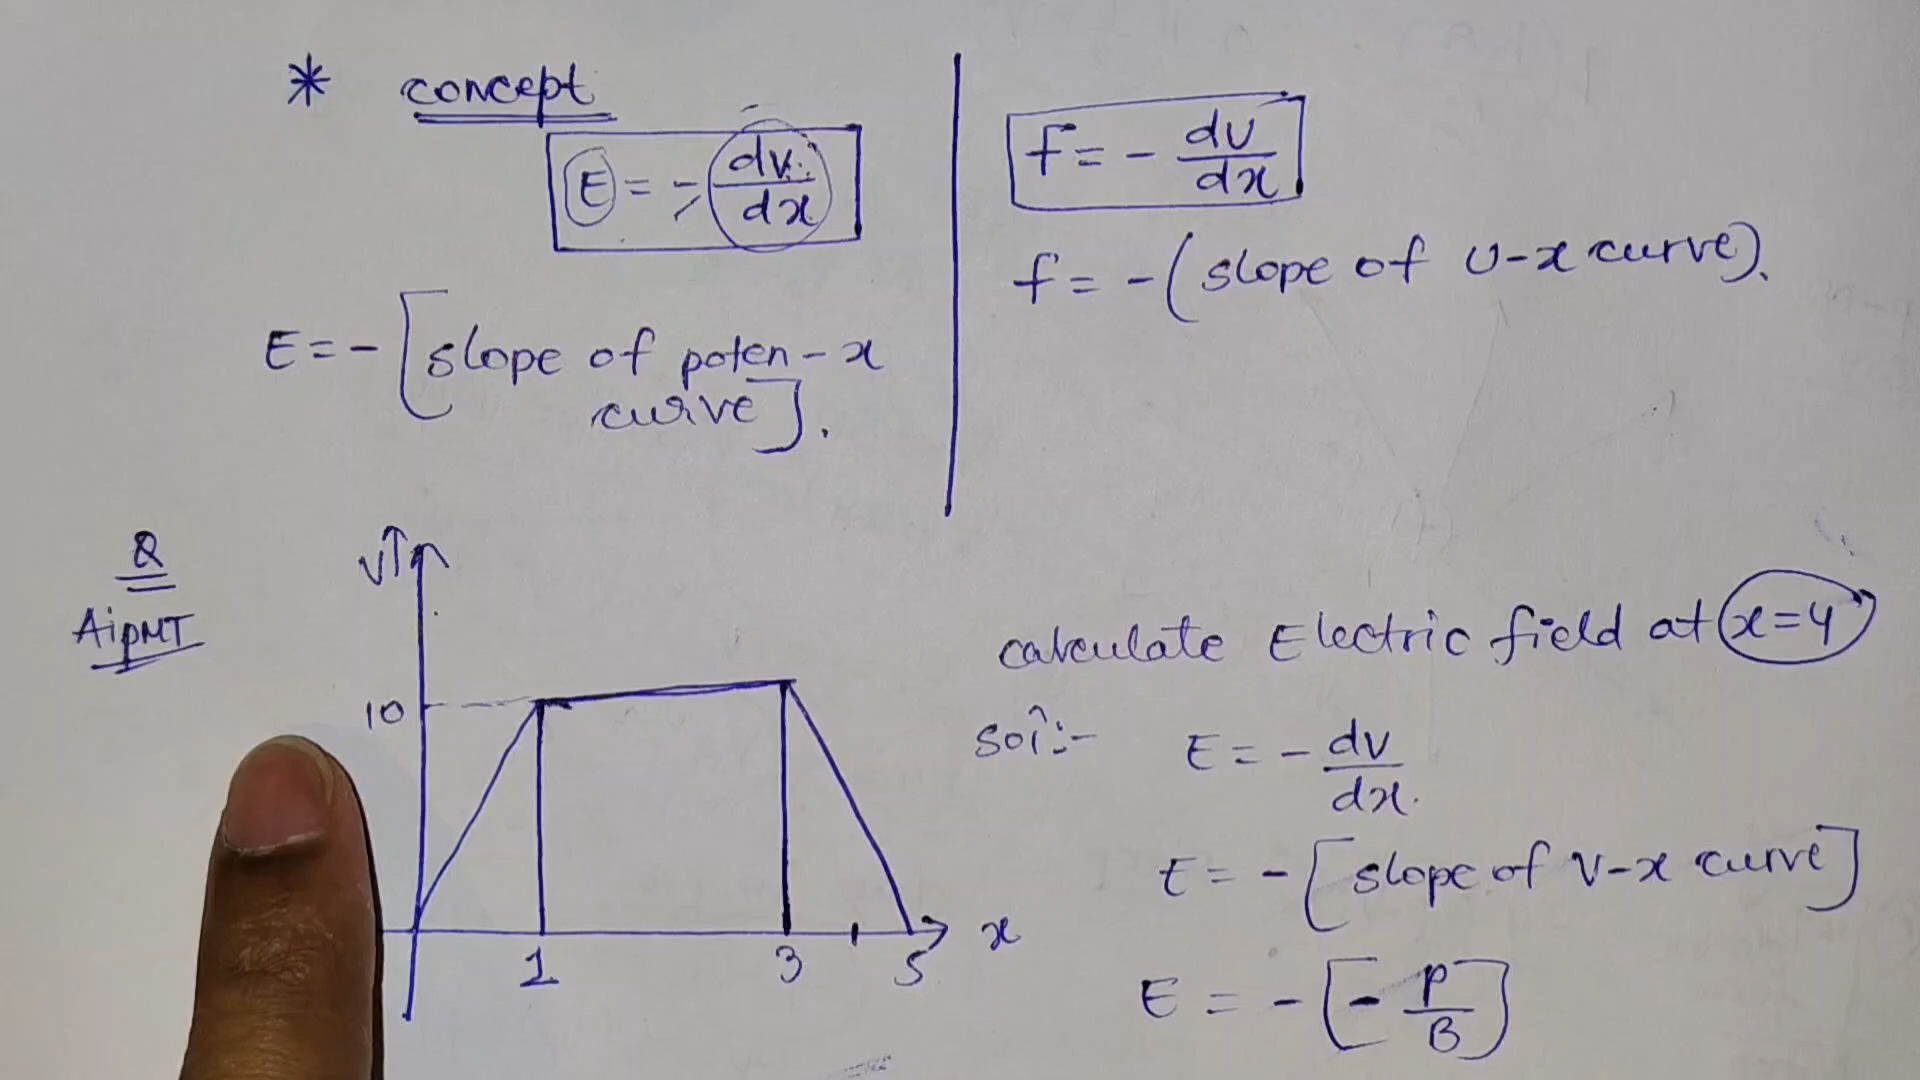 * concept
E = - dv/dx
E = - [slope of poten - x
curve].
f = - dU/dx
f = - (slope of U-x curve).
Q
AipMT
V↑
10
1 3 5 x
calculate Electric field at x=4
sol:-
E = - dv/dx.
E = - [slope of V-x curve]
E = - [- P/B]